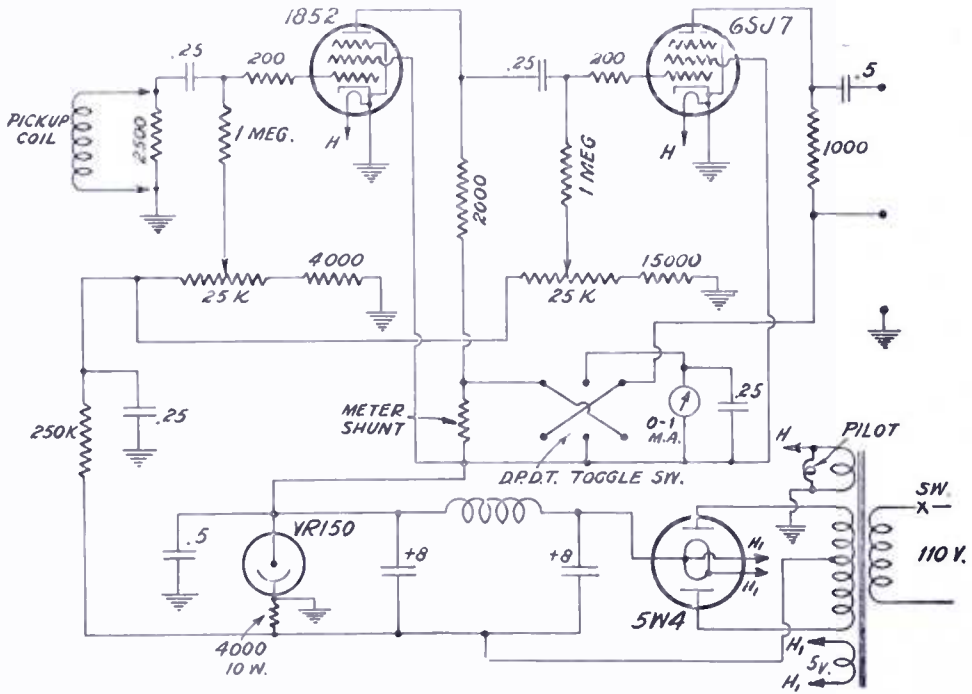 1852
6SJ7
.25
200
.25
200
.5
PICKUP
COIL
2500
1 MEG.
H
2000
1 MEG
H
1000
4000
25 K
15000
25 K
250K
.25
METER
SHUNT
0-1
M.A.
.25
D.P.D.T. TOGGLE SW.
H
PILOT
SW.
X
110 V.
.5
VR150
+8
+8
H₁
H₁
5W4
4000
10 W.
H₁
5V.
H₁